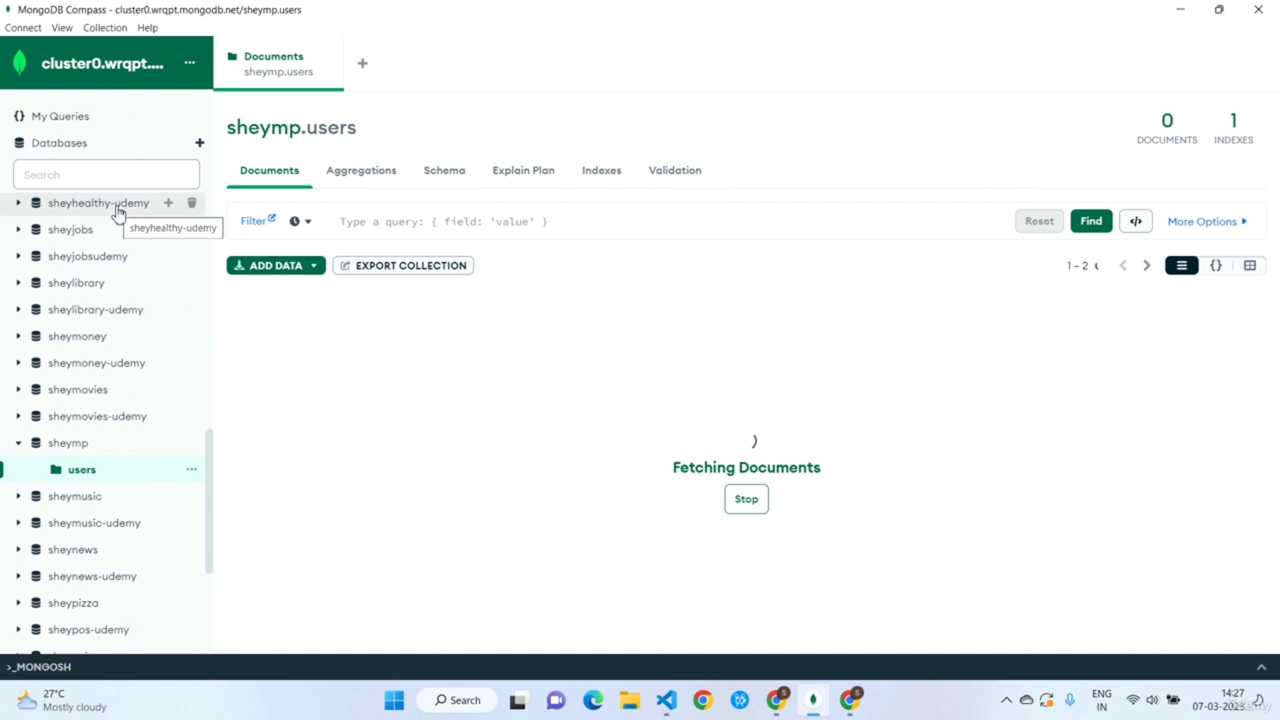 MongoDB Compass - cluster0.wrqpt.mongodb.net/sheymp.users
Connect View Collection Help
cluster0.wrqpt....
Documents
sheymp.users
{} My Queries
Databases
Search
sheyhealthy-udemy
sheyhealthy-udemy
sheyjobs
sheyjobsudemy
sheylibrary
sheylibrary-udemy
sheymoney
sheymoney-udemy
sheymovies
sheymovies-udemy
sheymp
users
sheymusic
sheymusic-udemy
sheynews
sheynews-udemy
sheypizza
sheypos-udemy
sheymp.users
0
DOCUMENTS
1
INDEXES
Documents Aggregations Schema Explain Plan Indexes Validation
Filter Type a query: { field: 'value' } Reset Find </> More Options
ADD DATA EXPORT COLLECTION 1 – 2 {}
Fetching Documents
Stop
>_MONGOSH
27°C
Mostly cloudy
Search
S
S
ENG
IN
14:27
07-03-2023